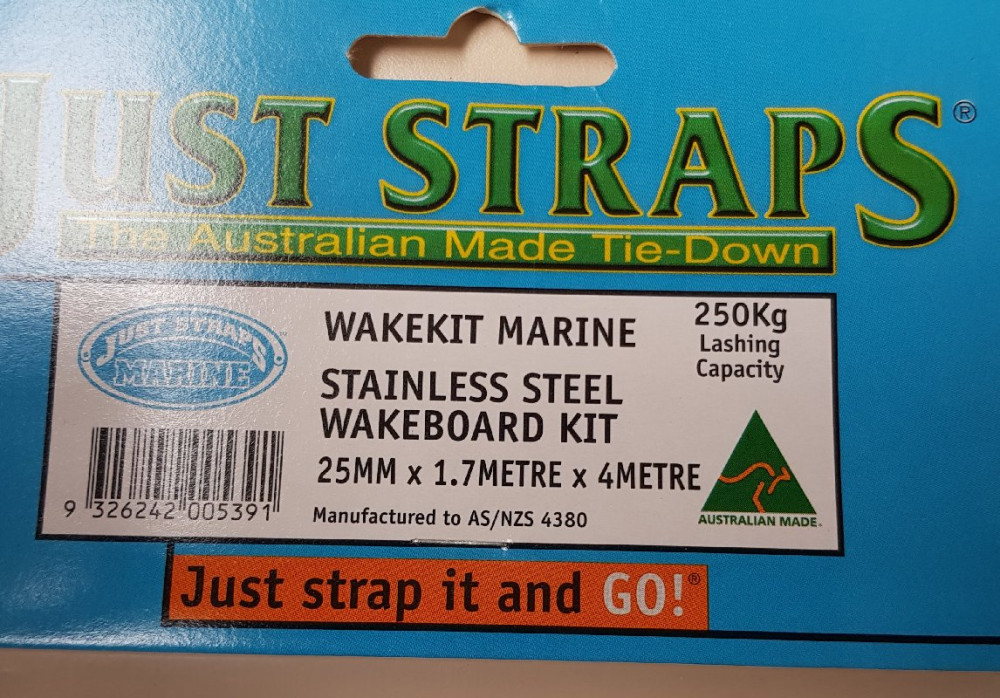 JUST STRAPS®
The Australian Made Tie-Down
JUST STRAPS™
MARINE
WAKEKIT MARINE
STAINLESS STEEL
WAKEBOARD KIT
25MM x 1.7METRE x 4METRE
Manufactured to AS/NZS 4380
250Kg
Lashing
Capacity
AUSTRALIAN MADE.
9 326242 005391
Just strap it and GO!®